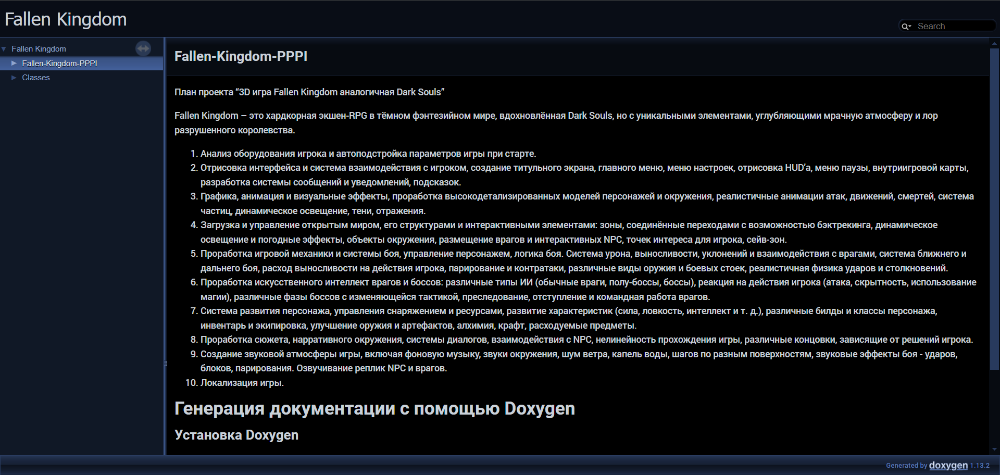 Fallen Kingdom
Search
Fallen Kingdom
Fallen-Kingdom-PPPI
Classes
Fallen-Kingdom-PPPI
План проекта “3D игра Fallen Kingdom аналогичная Dark Souls”
Fallen Kingdom – это хардкорная экшен-RPG в тёмном фэнтезийном мире, вдохновлённая Dark Souls, но с уникальными элементами, углубляющими мрачную атмосферу и лор
разрушенного королевства.
1. Анализ оборудования игрока и автоподстройка параметров игры при старте.
2. Отрисовка интерфейса и система взаимодействия с игроком, создание титульного экрана, главного меню, меню настроек, отрисовка HUD’а, меню паузы, внутриигровой карты,
разработка системы сообщений и уведомлений, подсказок.
3. Графика, анимация и визуальные эффекты, проработка высокодетализированных моделей персонажей и окружения, реалистичные анимации атак, движений, смертей, система
частиц, динамическое освещение, тени, отражения.
4. Загрузка и управление открытым миром, его структурами и интерактивными элементами: зоны, соединённые переходами с возможностью бэктрекинга, динамическое
освещение и погодные эффекты, объекты окружения, размещение врагов и интерактивных NPC, точек интереса для игрока, сейв-зон.
5. Проработка игровой механики и системы боя, управление персонажем, логика боя. Система урона, выносливости, уклонений и взаимодействия с врагами, система ближнего и
дальнего боя, расход выносливости на действия игрока, парирование и контратаки, различные виды оружия и боевых стоек, реалистичная физика ударов и столкновений.
6. Проработка искусственного интеллект врагов и боссов: различные типы ИИ (обычные враги, полу-боссы, боссы), реакция на действия игрока (атака, скрытность, использование
магии), различные фазы боссов с изменяющейся тактикой, преследование, отступление и командная работа врагов.
7. Система развития персонажа, управления снаряжением и ресурсами, развитие характеристик (сила, ловкость, интеллект и т. д.), различные билды и классы персонажа,
инвентарь и экипировка, улучшение оружия и артефактов, алхимия, крафт, расходуемые предметы.
8. Проработка сюжета, нарративного окружения, системы диалогов, взаимодействия с NPC, нелинейность прохождения игры, различные концовки, зависящие от решений игрока.
9. Создание звуковой атмосферы игры, включая фоновую музыку, звуки окружения, шум ветра, капель воды, шагов по разным поверхностям, звуковые эффекты боя - ударов,
блоков, парирования. Озвучивание реплик NPC и врагов.
10. Локализация игры.
Генерация документации с помощью Doxygen
Установка Doxygen
Generated by doxygen 1.13.2